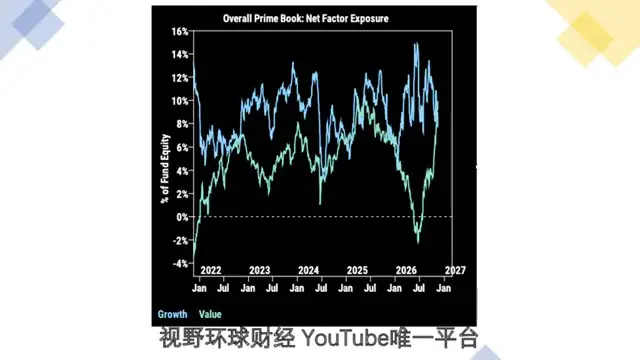 Overall Prime Book: Net Factor Exposure
16%
14%
12%
10%
8%
6%
4%
2%
0%
-2%
-4%
% of Fund Equity
2022 2023 2024 2025 2026 2027
Jan Jul Jan Jul Jan Jul Jan Jul Jan Jul Jan
Growth Value
视野环球财经 YouTube唯一平台